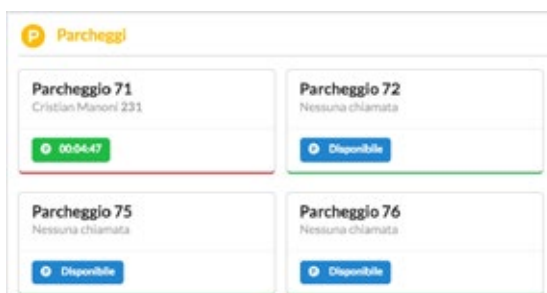 Parcheggi
Parcheggio 71
Cristian Manoni 231
00:04:47
Parcheggio 72
Nessuna chiamata
Disponibile
Parcheggio 75
Nessuna chiamata
Disponibile
Parcheggio 76
Nessuna chiamata
Disponibile